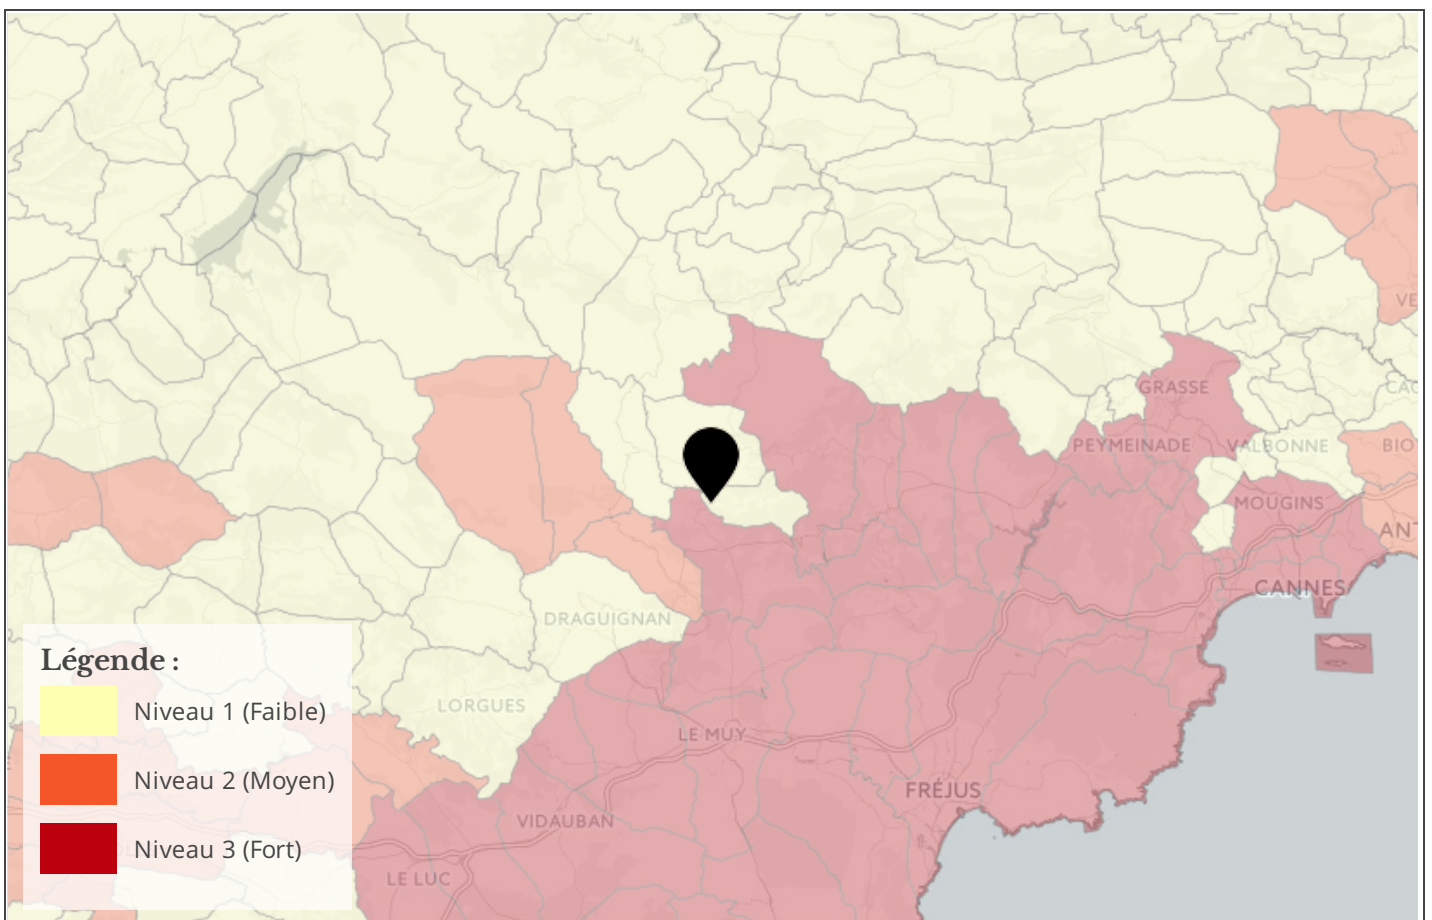 VE
GRASSE
CAG
PEYMEINADE
VALBONNE
BIO
MOUGINS
ANT
CANNES
DRAGUIGNAN
LORGUES
LE MUY
FRÉJUS
VIDAUBAN
LE LUC
Légende :
Niveau 1 (Faible)
Niveau 2 (Moyen)
Niveau 3 (Fort)